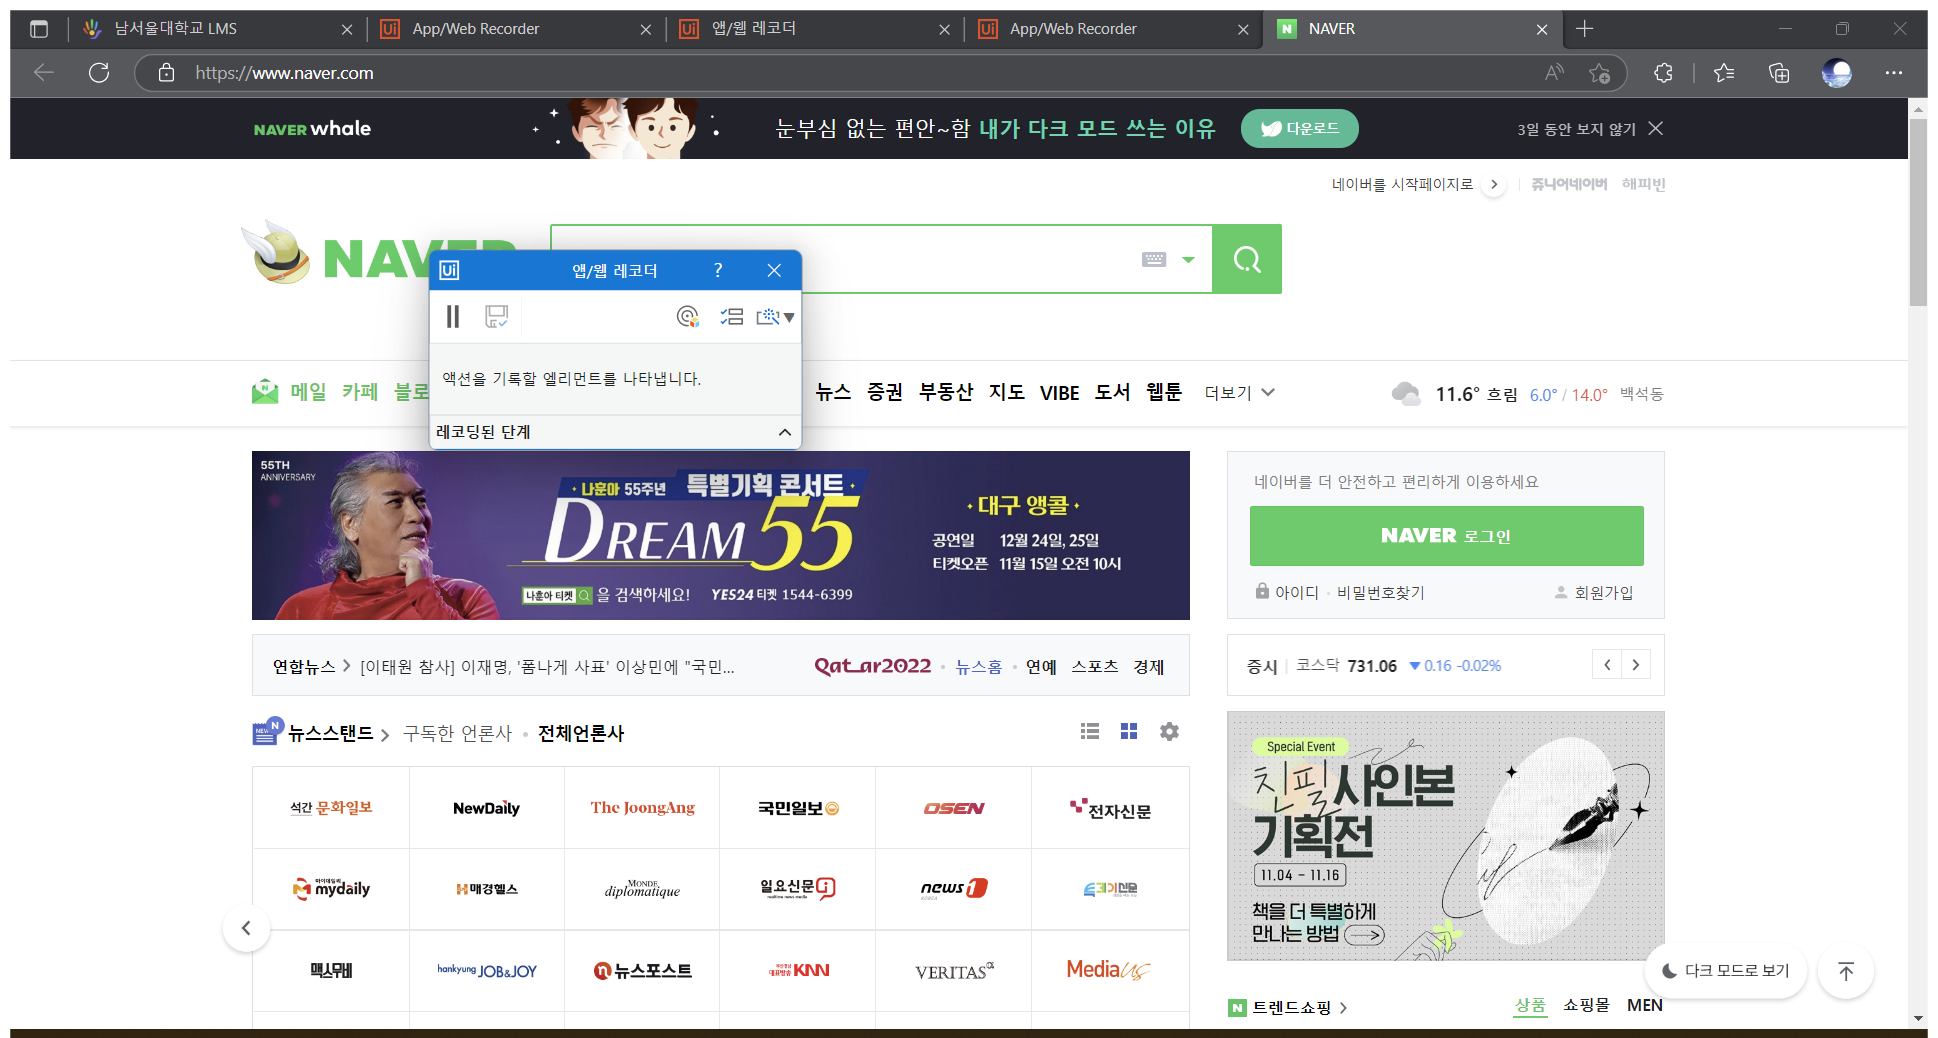 남서울대학교 LMS
App/Web Recorder
앱/웹 레코더
App/Web Recorder
NAVER
https://www.naver.com
NAVER whale
눈부심 없는 편안~함 내가 다크 모드 쓰는 이유
다운로드
3일 동안 보지 않기
네이버를 시작페이지로
쥬니어네이버 해피빈
NAVER
앱/웹 레코더
?
액션을 기록할 엘리먼트를 나타냅니다.
레코딩된 단계
메일 카페 블로
뉴스 증권 부동산 지도 VIBE 도서 웹툰 더보기
11.6° 흐림 6.0° / 14.0° 백석동
55TH
ANNIVERSARY
나훈아 55주년 특별기획 콘서트
DREAM 55
· 대구 앵콜 ·
공연일 12월 24일, 25일
티켓오픈 11월 15일 오전 10시
나훈아 티켓 을 검색하세요! YES24 티켓 1544-6399
네이버를 더 안전하고 편리하게 이용하세요
NAVER 로그인
아이디 · 비밀번호찾기
회원가입
연합뉴스 > [이태원 참사] 이재명, '폼나게 사표' 이상민에 "국민...
Qatar2022 · 뉴스홈 · 연예 스포츠 경제
증시 코스닥 731.06 ▼ 0.16 -0.02%
뉴스스탠드 > 구독한 언론사 · 전체언론사
석간 문화일보
NewDaily
The JoongAng
국민일보
OSEN
전자신문
마이데일리
mydaily
매경헬스
MONDE
diplomatique
일요신문
realtime news media
news1
KOREA
맥스무비
hankyung JOB&JOY
뉴스포스트
KNN
VERITAS α
Media us
Special Event
친필사인본
기획전
11.04 - 11.16
책을 더 특별하게
만나는 방법
다크 모드로 보기
트렌드쇼핑 >
상품 쇼핑몰 MEN